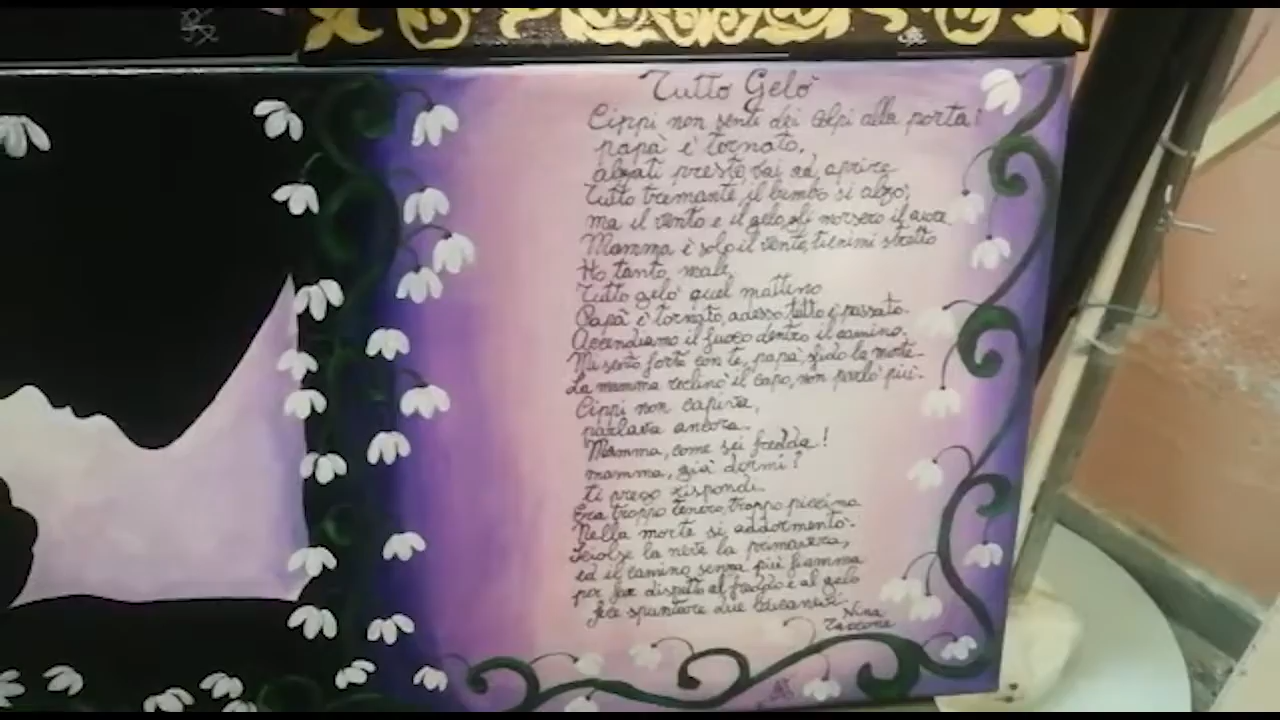 Tutto Gelò
Cippi non senti dei colpi alla porta!
papà è tornato,
alzati presto, vai ad aprire
Tutto tremante il bimbo si alzò;
ma il vento e il gelo gli morsero il cuore
Mamma è solo il vento, tienimi stretto
Ho tanto male,
Tutto gelò quel mattino
Papà è tornato, adesso tutto è passato.
Accendiamo il fuoco dentro il camino.
Mi sento forte con te, papà, sfido la morte.
La mamma reclinò il capo, non parlò più.
Cippi non capiva,
parlava ancora.
Mamma, come sei fredda!
mamma, già dormi?
ti prego rispondi.
Era troppo tenero, troppo piccino
Nella morte si addormentò.
Sciolse la neve la primavera,
ed il camino senza più fiamma
per far dispetto al freddo e al gelo
fece spuntare due bucanevi.
Nina